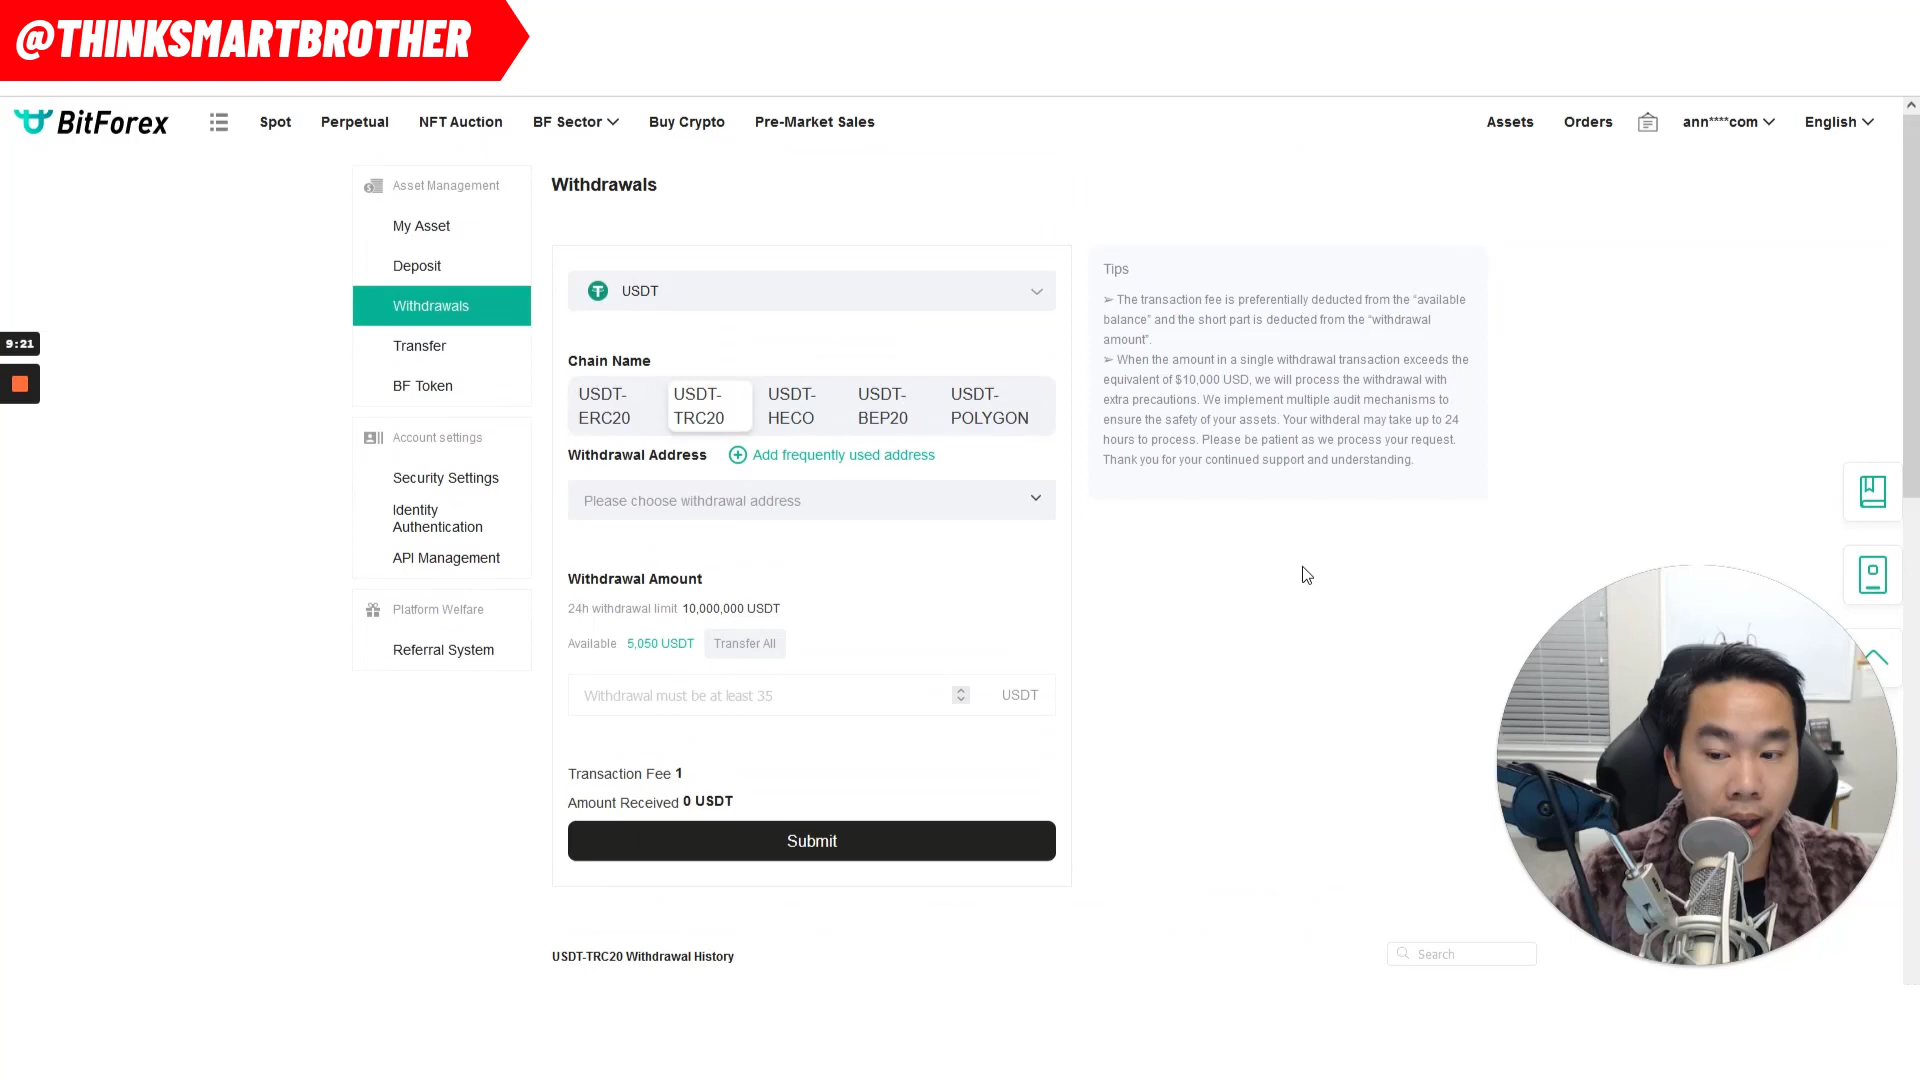 @THINKSMARTBROTHER
BitForex
Spot
Perpetual
NFT Auction
BF Sector
Buy Crypto
Pre-Market Sales
Assets
Orders
ann****com
English
9:21
Asset Management
My Asset
Deposit
Withdrawals
Transfer
BF Token
Account settings
Security Settings
Identity
Authentication
API Management
Platform Welfare
Referral System
Withdrawals
USDT
Chain Name
USDT-
ERC20
USDT-
TRC20
USDT-
HECO
USDT-
BEP20
USDT-
POLYGON
Withdrawal Address
Add frequently used address
Please choose withdrawal address
Withdrawal Amount
24h withdrawal limit 10,000,000 USDT
Available 5,050 USDT Transfer All
Withdrawal must be at least 35
USDT
Transaction Fee 1
Amount Received 0 USDT
Submit
Tips
➢ The transaction fee is preferentially deducted from the “available
balance” and the short part is deducted from the “withdrawal
amount”.
➢ When the amount in a single withdrawal transaction exceeds the
equivalent of $10,000 USD, we will process the withdrawal with
extra precautions. We implement multiple audit mechanisms to
ensure the safety of your assets. Your withderal may take up to 24
hours to process. Please be patient as we process your request.
Thank you for your continued support and understanding.
USDT-TRC20 Withdrawal History
Search